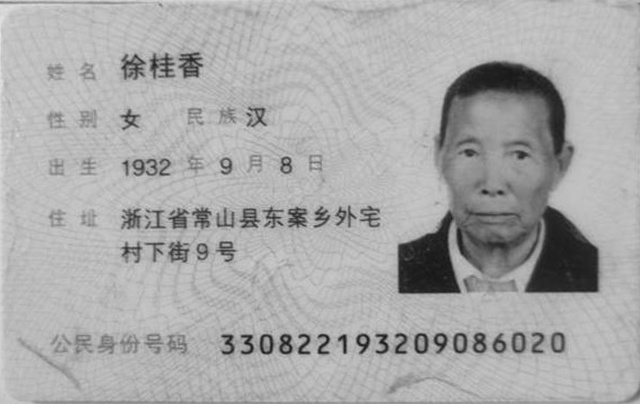 姓名 徐桂香
性别 女 民族 汉
出生 1932 年 9 月 8 日
住址 浙江省常山县东案乡外宅
村下街9号
公民身份号码 330822193209086020